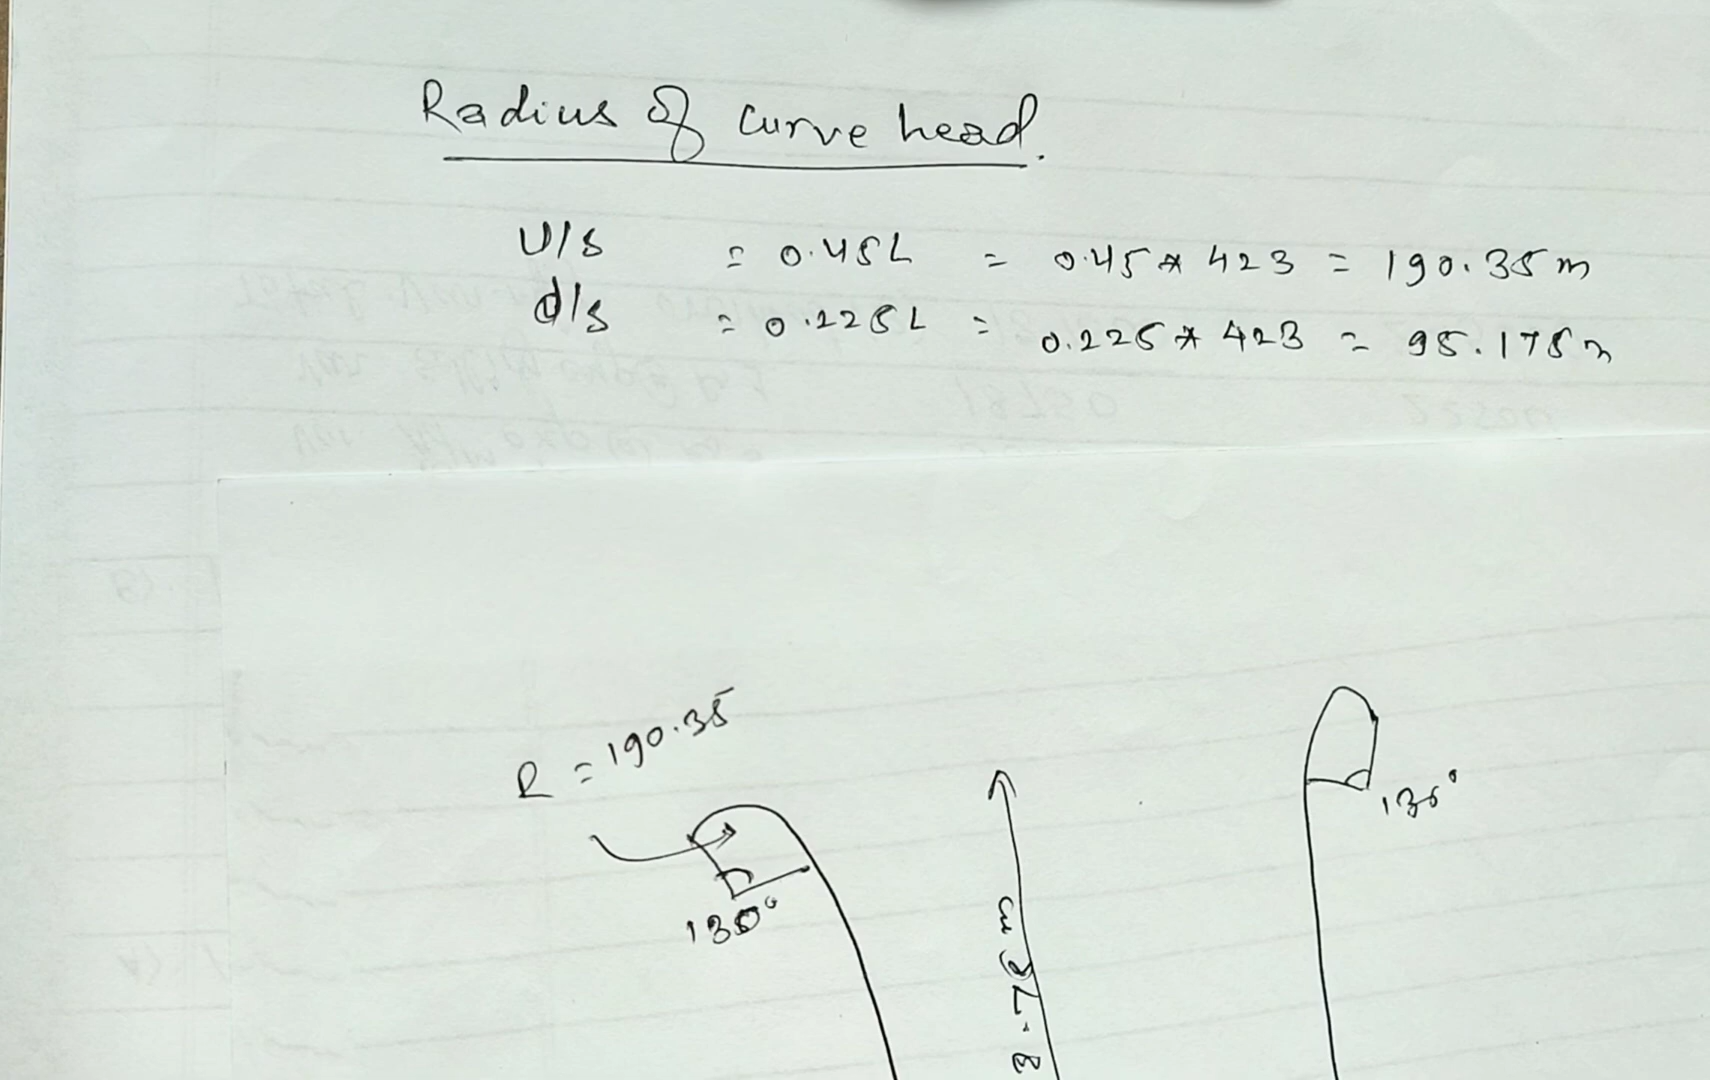 Radius of curve head.
U/s = 0.45L = 0.45 * 423 = 190.35 m
d/s = 0.225 L = 0.225 * 423 = 95.175 m
R = 190.35
135°
130°